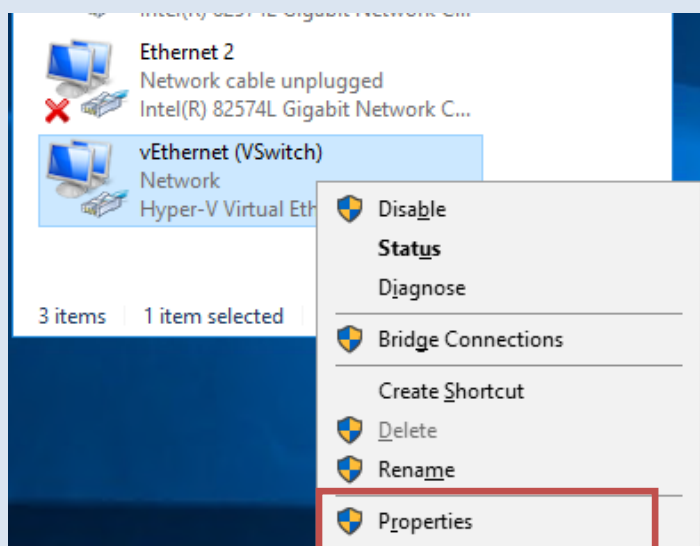 Ethernet 2
Network cable unplugged
Intel(R) 82574L Gigabit Network C...
vEthernet (VSwitch)
Network
Hyper-V Virtual Eth
Disable
Status
Diagnose
Bridge Connections
Create Shortcut
Delete
Rename
Properties
3 items
1 item selected